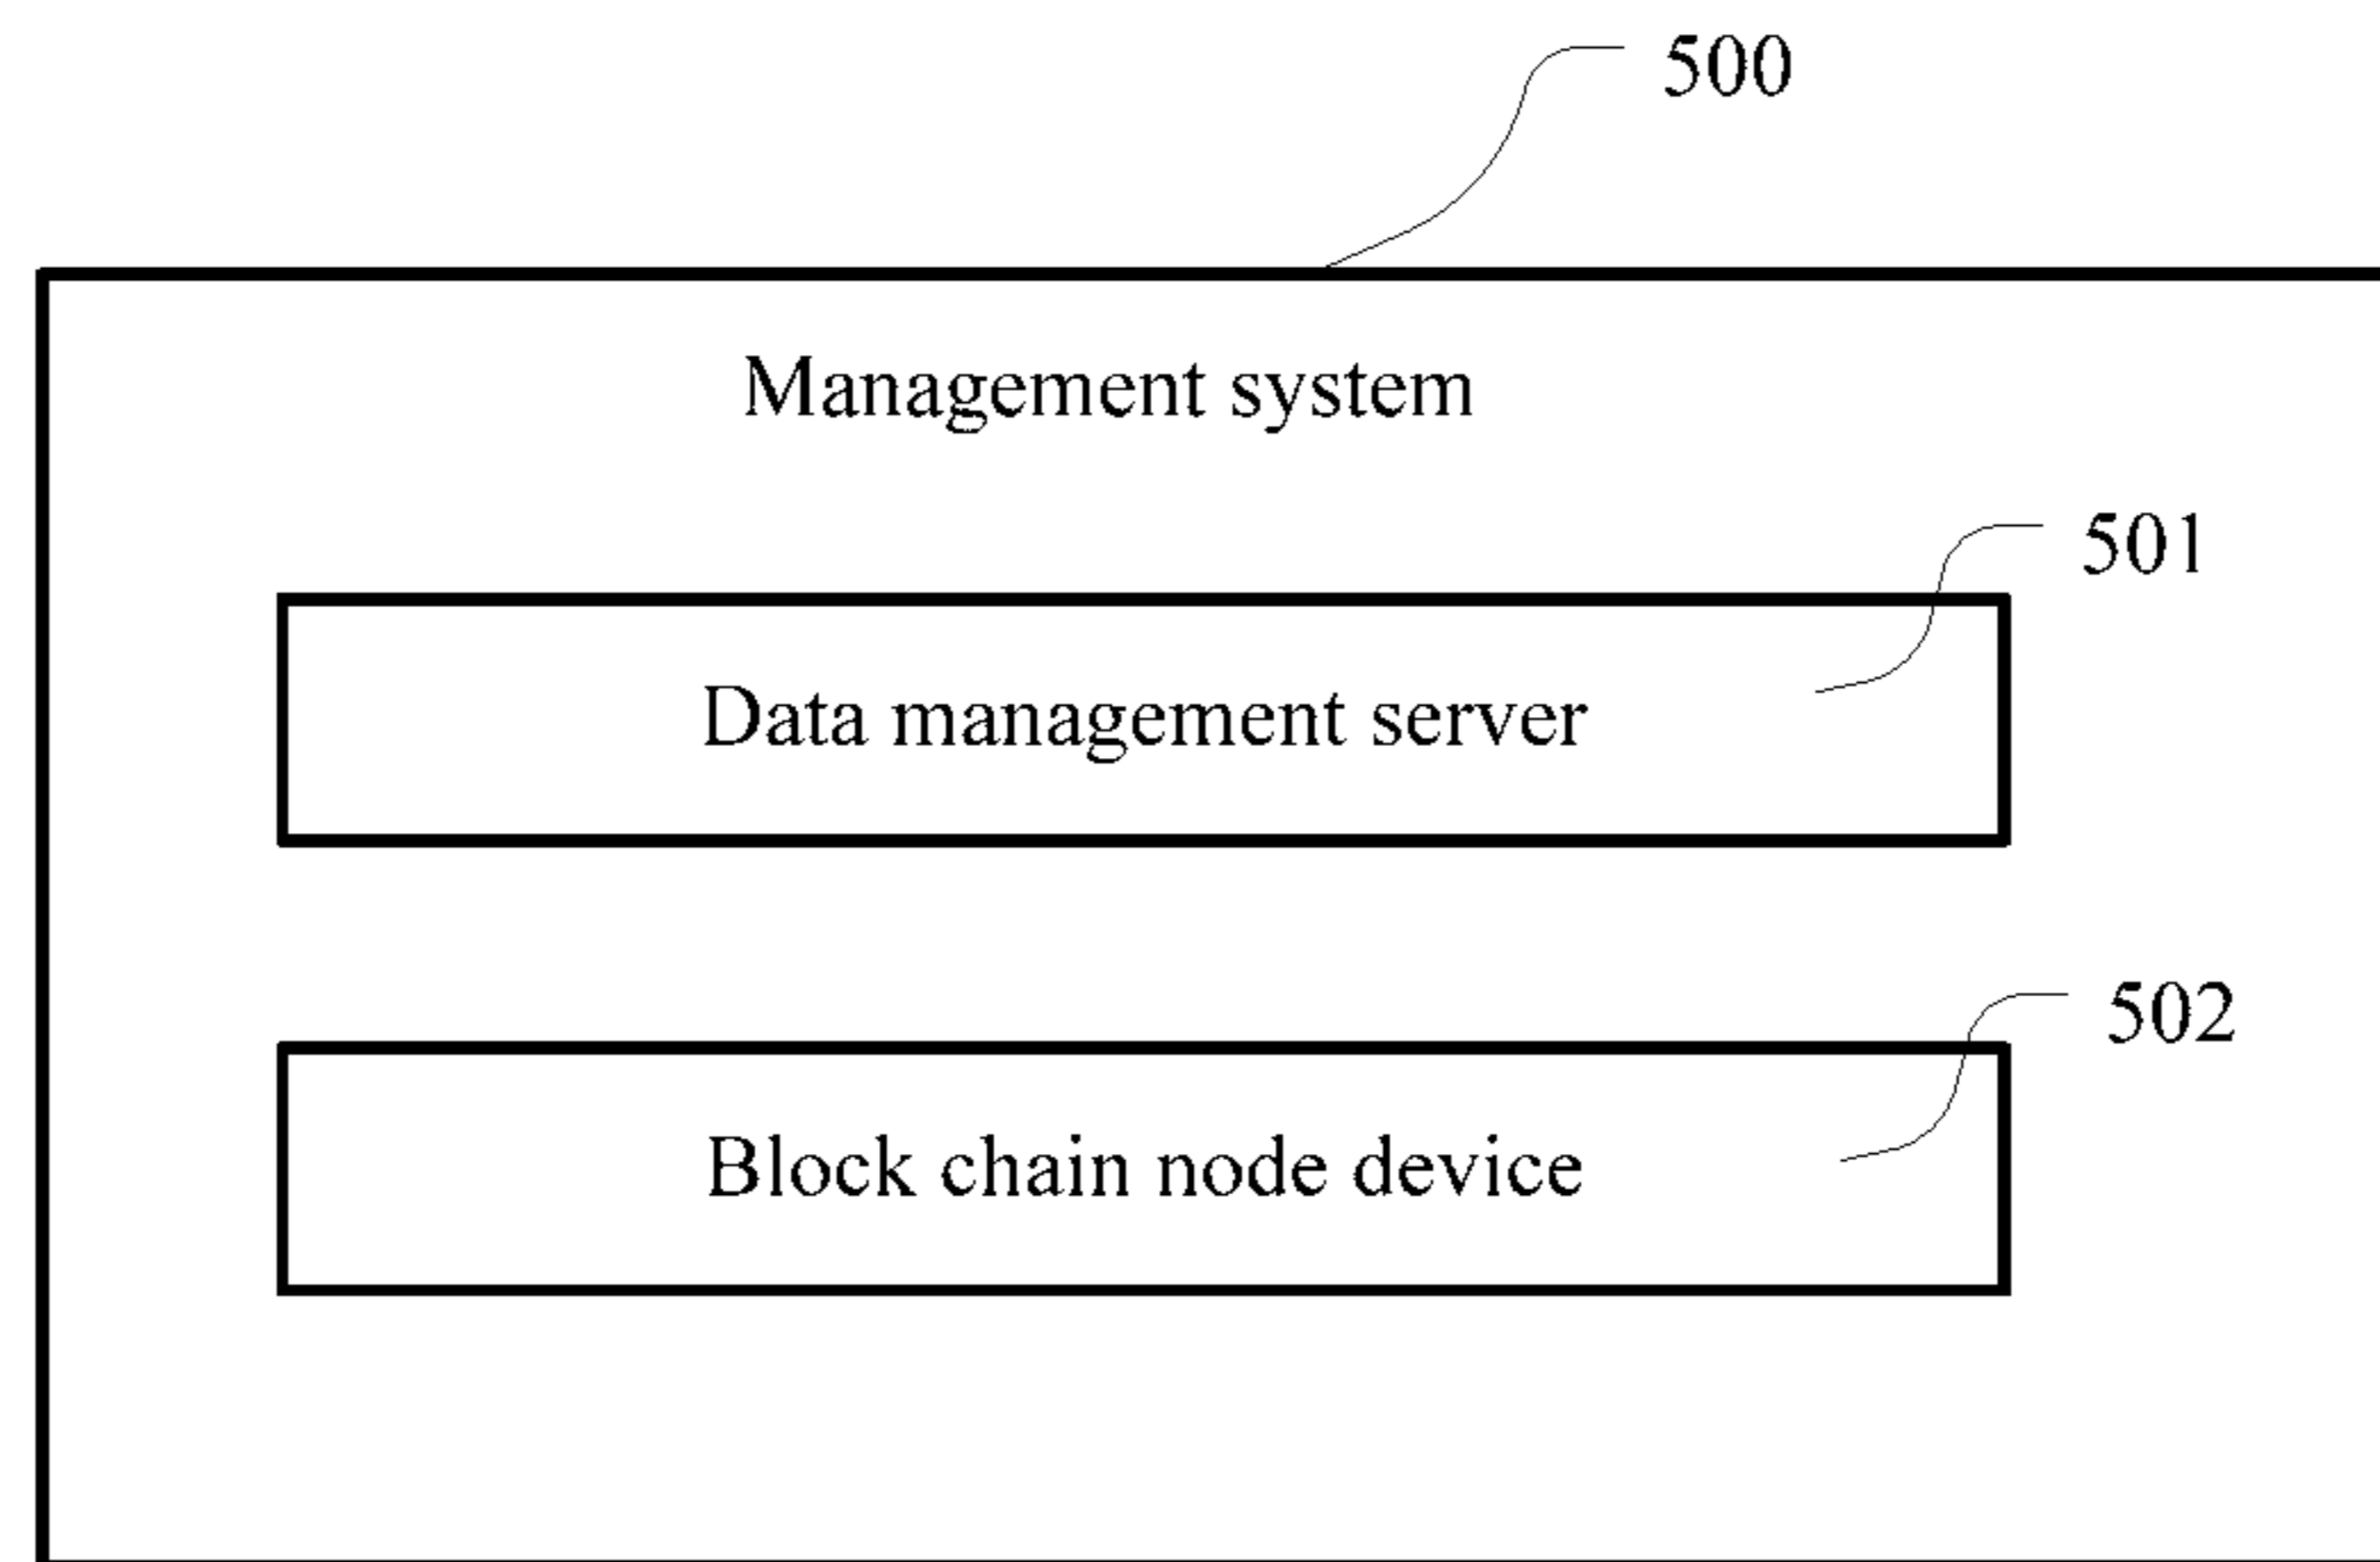 500
Management system
501
Data management server
502
Block chain node device